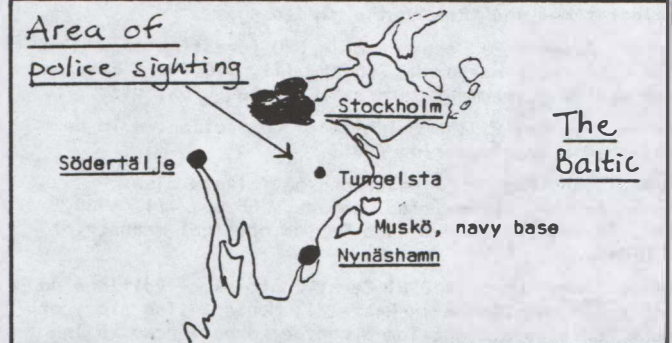 Area of
police sighting
Stockholm
The
Baltic
Södertälje
Tungelsta
Muskö, navy base
Nynäshamn